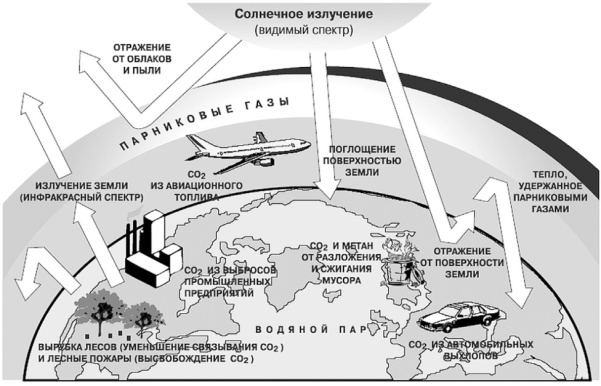 Солнечное излучение
(видимый спектр)
ОТРАЖЕНИЕ
ОТ ОБЛАКОВ
И ПЫЛИ
ПАРНИКОВЫЕ ГАЗЫ
CO2
ИЗ АВИАЦИОННОГО
ТОПЛИВА
ПОГЛОЩЕНИЕ
ПОВЕРХНОСТЬЮ
ЗЕМЛИ
ИЗЛУЧЕНИЕ ЗЕМЛИ
(ИНФРАКРАСНЫЙ СПЕКТР)
ТЕПЛО,
УДЕРЖАННОЕ
ПАРНИКОВЫМИ
ГАЗАМИ
CO2 ИЗ ВЫБРОСОВ
ПРОМЫШЛЕННЫХ
ПРЕДПРИЯТИЙ
CO2 И МЕТАН
ОТ РАЗЛОЖЕНИЯ
И СЖИГАНИЯ
МУСОРА
ОТРАЖЕНИЕ
ОТ ПОВЕРХНОСТИ
ЗЕМЛИ
ВОДЯНОЙ ПАР
ВЫРУБКА ЛЕСОВ (УМЕНЬШЕНИЕ СВЯЗЫВАНИЯ CO2)
И ЛЕСНЫЕ ПОЖАРЫ (ВЫСВОБОЖДЕНИЕ CO2)
CO2 ИЗ АВТОМОБИЛЬНЫХ
ВЫХЛОПОВ